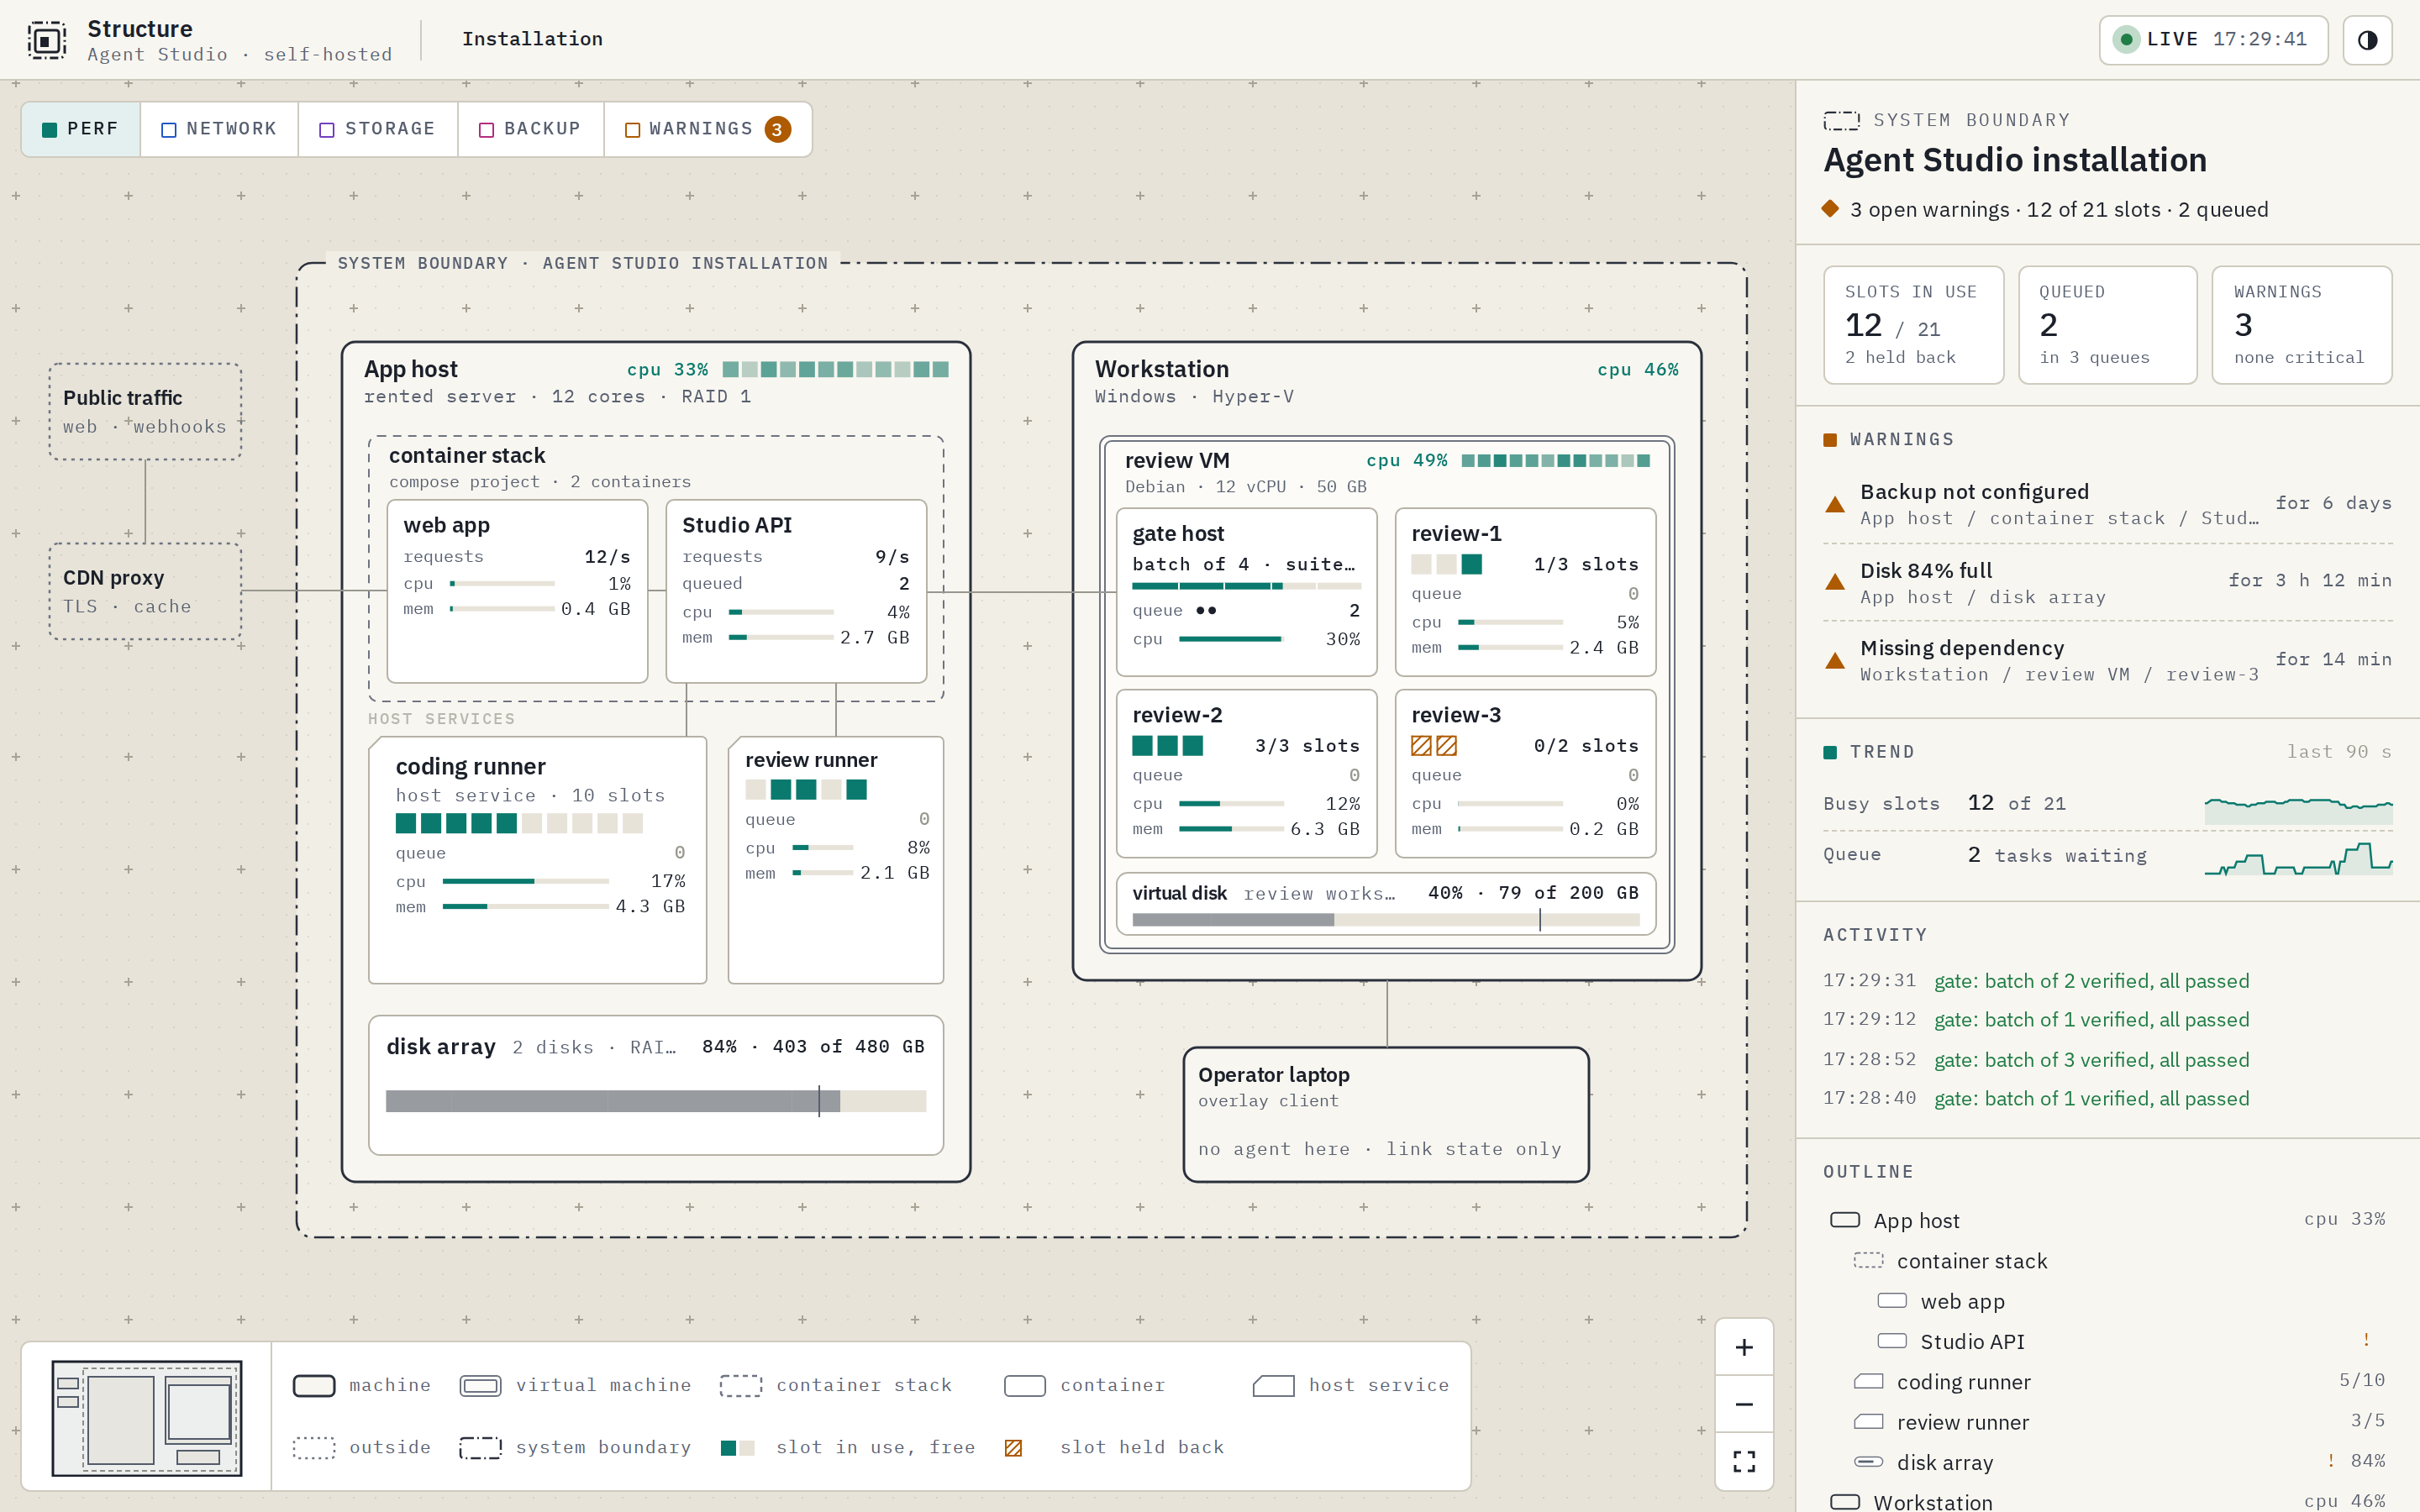 Structure
Agent Studio · self-hosted
Installation
LIVE 17:29:41
PERF
NETWORK
STORAGE
BACKUP
WARNINGS 3
SYSTEM BOUNDARY · AGENT STUDIO INSTALLATION
Public traffic
web · webhooks
CDN proxy
TLS · cache
App host
cpu 33%
rented server · 12 cores · RAID 1
container stack
compose project · 2 containers
web app
requests 12/s
cpu 1%
mem 0.4 GB
Studio API
requests 9/s
queued 2
cpu 4%
mem 2.7 GB
HOST SERVICES
coding runner
host service · 10 slots
queue 0
cpu 17%
mem 4.3 GB
review runner
queue 0
cpu 8%
mem 2.1 GB
disk array 2 disks · RAI… 84% · 403 of 480 GB
Workstation
cpu 46%
Windows · Hyper-V
review VM
cpu 49%
Debian · 12 vCPU · 50 GB
gate host
batch of 4 · suite…
queue 2
cpu 30%
review-1
1/3 slots
queue 0
cpu 5%
mem 2.4 GB
review-2
3/3 slots
queue 0
cpu 12%
mem 6.3 GB
review-3
0/2 slots
queue 0
cpu 0%
mem 0.2 GB
virtual disk review works… 40% · 79 of 200 GB
Operator laptop
overlay client
no agent here · link state only
machine
virtual machine
container stack
container
host service
outside
system boundary
slot in use, free
slot held back
+
−
SYSTEM BOUNDARY
Agent Studio installation
3 open warnings · 12 of 21 slots · 2 queued
SLOTS IN USE
12 / 21
2 held back
QUEUED
2
in 3 queues
WARNINGS
3
none critical
WARNINGS
Backup not configured
App host / container stack / Stud…
for 6 days
Disk 84% full
App host / disk array
for 3 h 12 min
Missing dependency
Workstation / review VM / review-3
for 14 min
TREND
last 90 s
Busy slots 12 of 21
Queue 2 tasks waiting
ACTIVITY
17:29:31 gate: batch of 2 verified, all passed
17:29:12 gate: batch of 1 verified, all passed
17:28:52 gate: batch of 3 verified, all passed
17:28:40 gate: batch of 1 verified, all passed
OUTLINE
App host cpu 33%
container stack
web app
Studio API !
coding runner 5/10
review runner 3/5
disk array ! 84%
Workstation cpu 46%